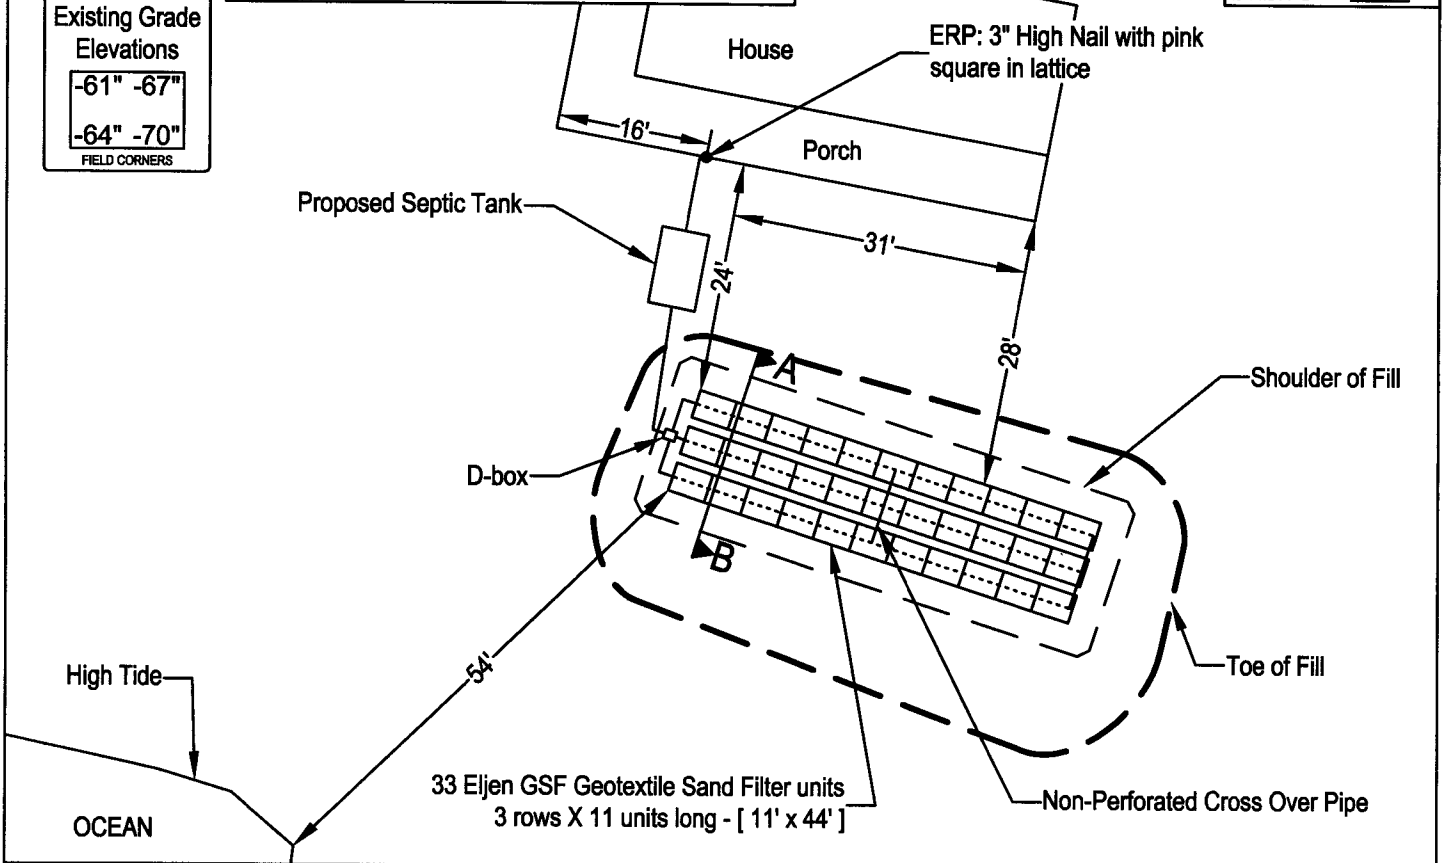 Existing Grade
Elevations
-61" -67"
-64" -70"
FIELD CORNERS
House
ERP: 3" High Nail with pink
square in lattice
16'
Porch
Proposed Septic Tank
31'
24'
28'
A
Shoulder of Fill
D-box
B
54'
High Tide
Toe of Fill
33 Eljen GSF Geotextile Sand Filter units
3 rows X 11 units long - [ 11' x 44' ]
Non-Perforated Cross Over Pipe
OCEAN